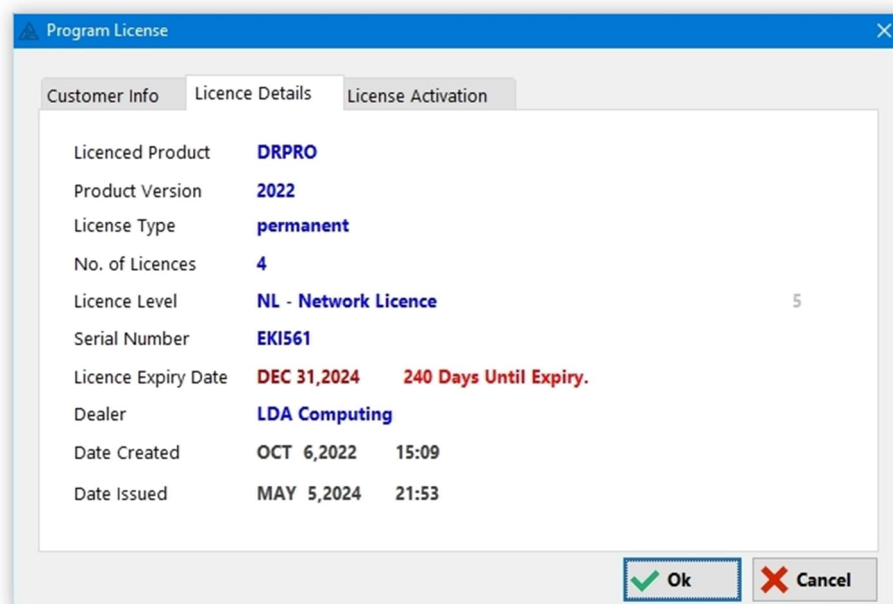 Program License
Customer Info Licence Details License Activation
Licenced Product DRPRO
Product Version 2022
License Type permanent
No. of Licences 4
Licence Level NL - Network Licence 5
Serial Number EKI561
Licence Expiry Date DEC 31,2024 240 Days Until Expiry.
Dealer LDA Computing
Date Created OCT 6,2022 15:09
Date Issued MAY 5,2024 21:53
Ok Cancel